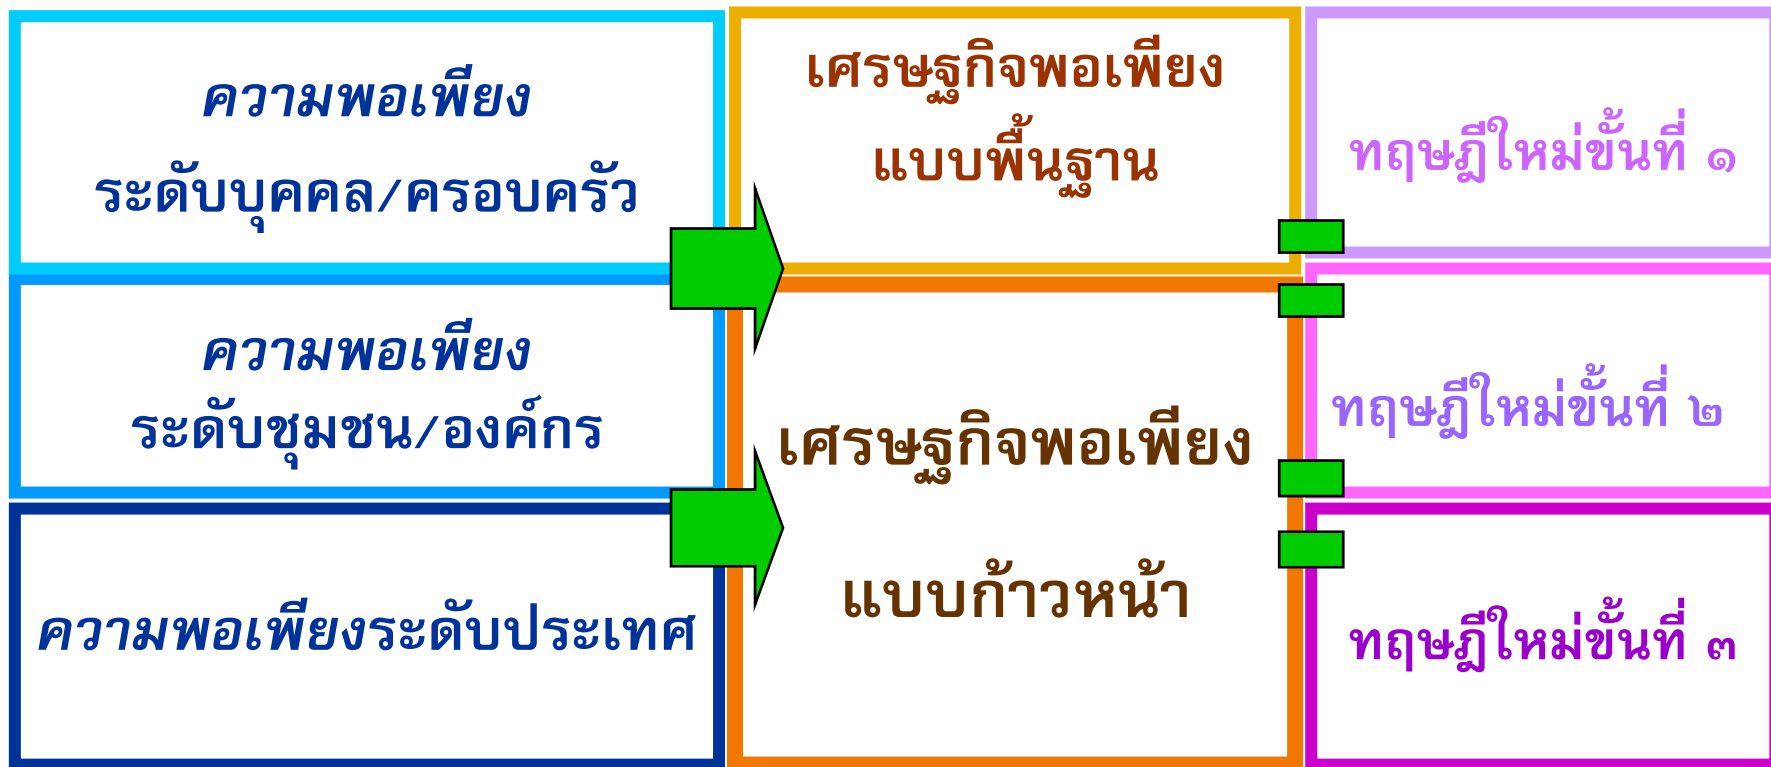 ความพอเพียง
ระดับบุคคล/ครอบครัว
เศรษฐกิจพอเพียง
แบบพื้นฐาน
ทฤษฎีใหม่ขั้นที่ ๑
ความพอเพียง
ระดับชุมชน/องค์กร
เศรษฐกิจพอเพียง
แบบก้าวหน้า
ทฤษฎีใหม่ขั้นที่ ๒
ความพอเพียงระดับประเทศ
ทฤษฎีใหม่ขั้นที่ ๓